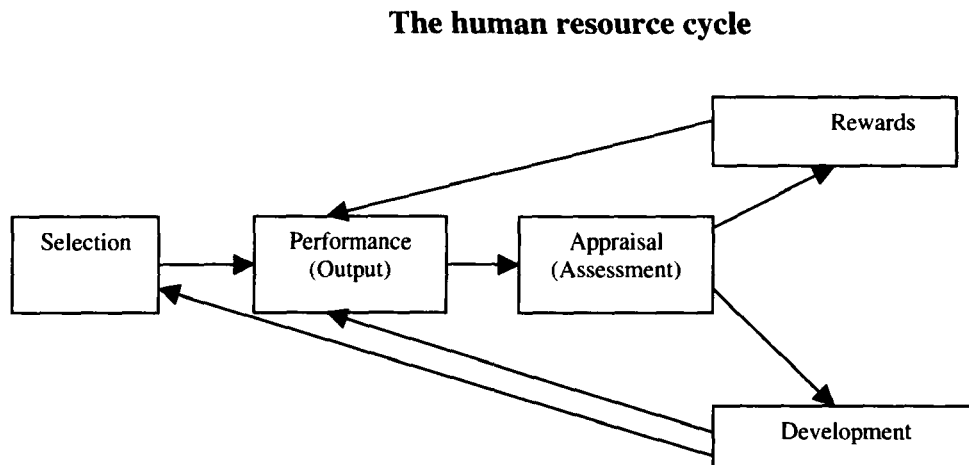 The human resource cycle
Rewards
Selection
Performance
(Output)
Appraisal
(Assessment)
Development